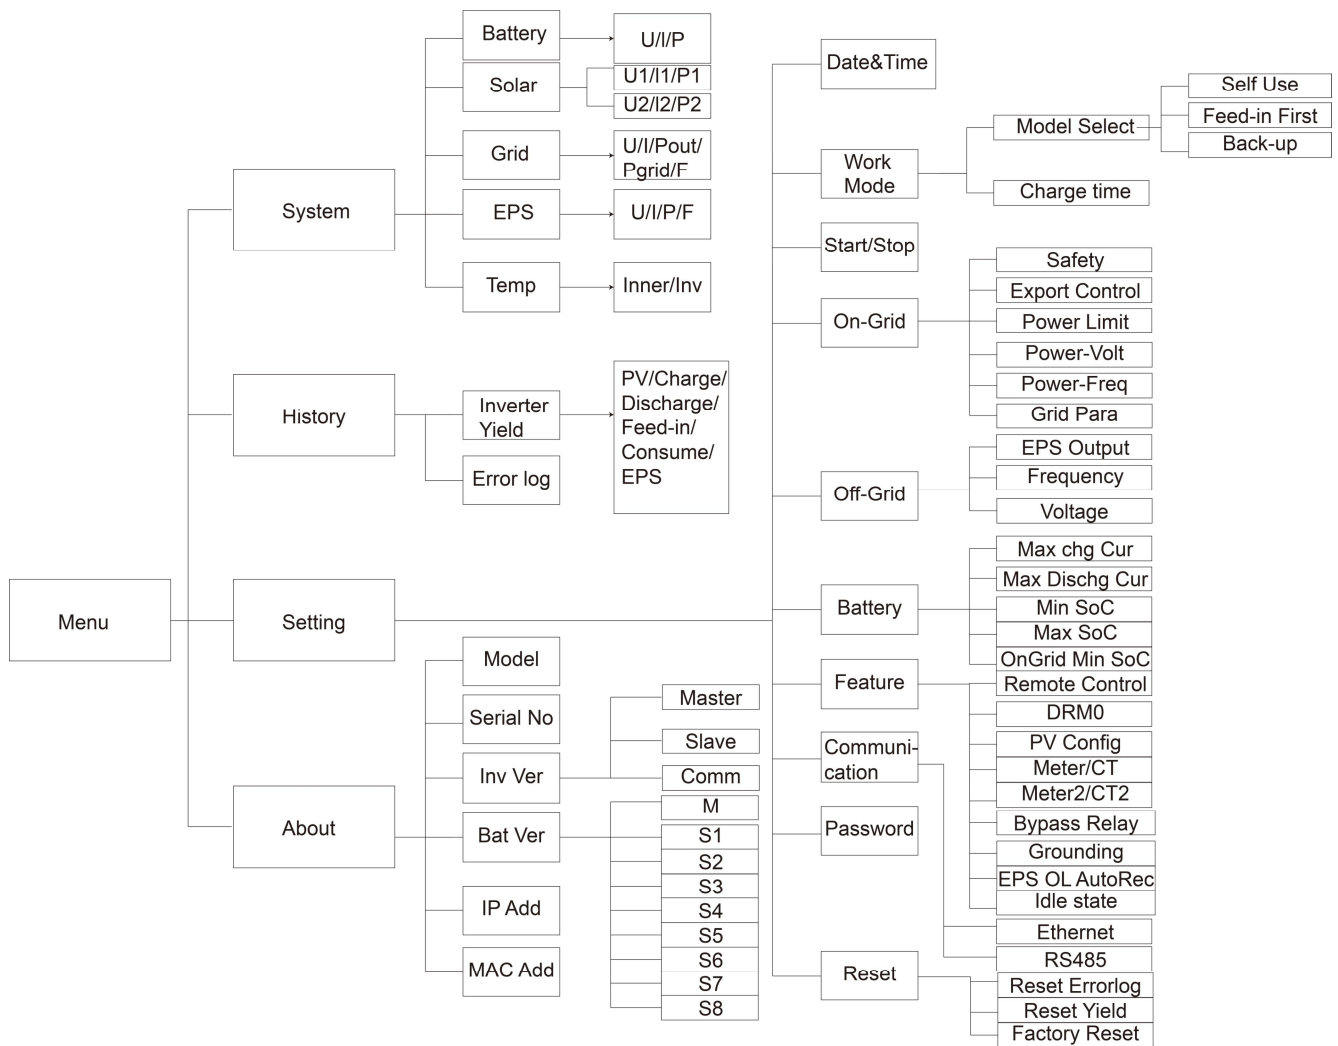 Menu
System
Battery
U/I/P
Solar
U1/I1/P1
U2/I2/P2
Grid
U/I/Pout/
Pgrid/F
EPS
U/I/P/F
Temp
Inner/Inv
History
Inverter
Yield
PV/Charge/
Discharge/
Feed-in/
Consume/
EPS
Error log
Setting
Date&Time
Work
Mode
Model Select
Self Use
Feed-in First
Back-up
Charge time
Start/Stop
On-Grid
Safety
Export Control
Power Limit
Power-Volt
Power-Freq
Grid Para
Off-Grid
EPS Output
Frequency
Voltage
Battery
Max chg Cur
Max Dischg Cur
Min SoC
Max SoC
OnGrid Min SoC
Feature
Remote Control
DRM0
PV Config
Meter/CT
Meter2/CT2
Bypass Relay
Grounding
EPS OL AutoRec
Idle state
Communi-
cation
Ethernet
RS485
Password
Reset
Reset Errorlog
Reset Yield
Factory Reset
About
Model
Serial No
Inv Ver
Master
Slave
Comm
Bat Ver
M
S1
S2
S3
S4
S5
S6
S7
S8
IP Add
MAC Add